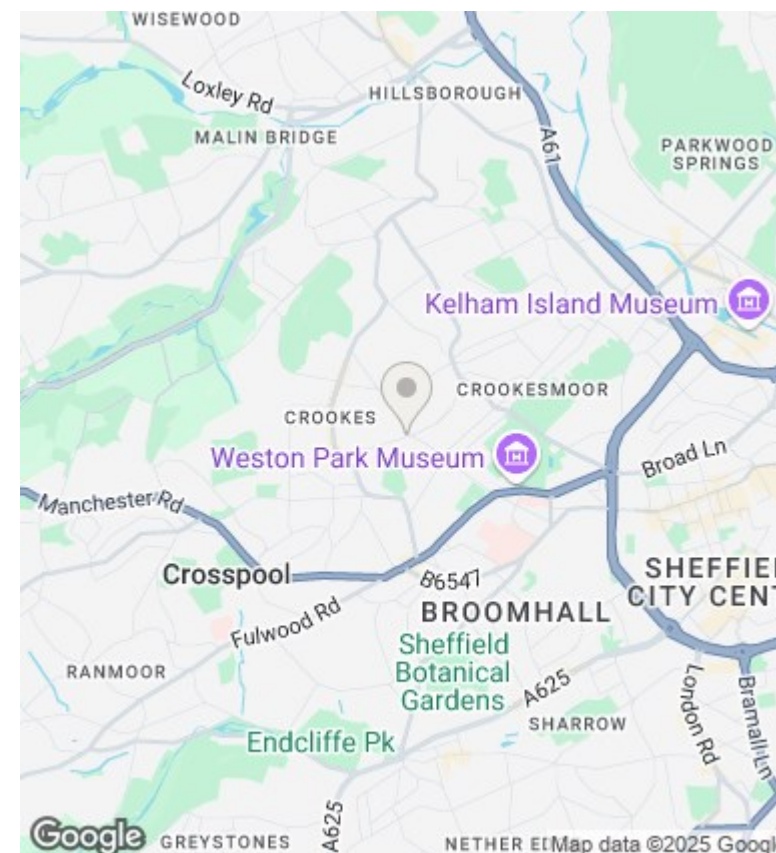 WISEWOOD
Loxley Rd
HILLSBOROUGH
MALIN BRIDGE
A61
PARKWOOD
SPRINGS
Kelham Island Museum
CROOKESMOOR
CROOKES
Weston Park Museum
Broad Ln
Manchester Rd
Crosspool
B6547
SHEFFIE
CITY CENT
BROOMHALL
Fulwood Rd
Sheffield
Botanical
Gardens
RANMOOR
A625
SHARROW
London Rd
Bramall Ln
Endcliffe Pk
A625
Google
GREYSTONES
NETHER ED
Map data ©2025 Googl